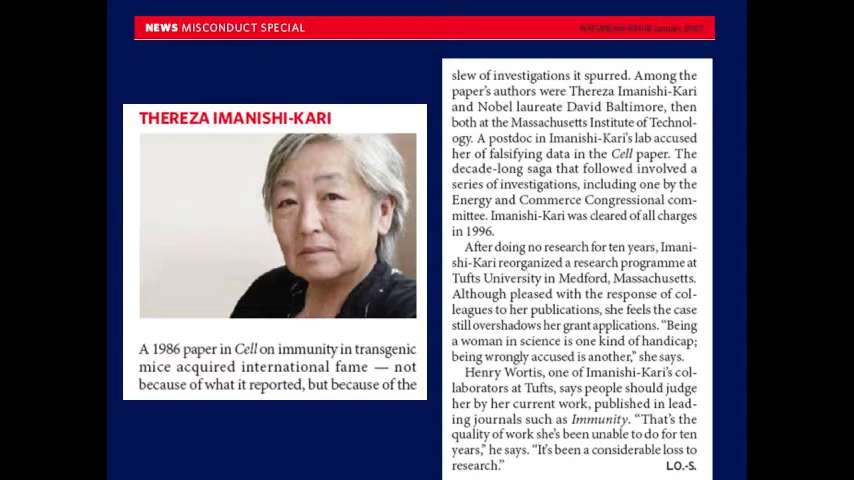 NEWS MISCONDUCT SPECIAL
THEREZA IMANISHI-KARI
A 1986 paper in Cell on immunity in transgenic
mice acquired international fame — not
because of what it reported, but because of the
slew of investigations it spurred. Among the
paper's authors were Thereza Imanishi-Kari
and Nobel laureate David Baltimore, then
both at the Massachusetts Institute of Technol-
ogy. A postdoc in Imanishi-Kari's lab accused
her of falsifying data in the Cell paper. The
decade-long saga that followed involved a
series of investigations, including one by the
Energy and Commerce Congressional com-
mittee. Imanishi-Kari was cleared of all charges
in 1996.
After doing no research for ten years, Imani-
shi-Kari reorganized a research programme at
Tufts University in Medford, Massachusetts.
Although pleased with the response of col-
leagues to her publications, she feels the case
still overshadows her grant applications. “Being
a woman in science is one kind of handicap;
being wrongly accused is another,” she says.
Henry Wortis, one of Imanishi-Kari's col-
laborators at Tufts, says people should judge
her by her current work, published in lead-
ing journals such as Immunity. “That's the
quality of work she's been unable to do for ten
years,” he says. “It's been a considerable loss to
research.” L.O.-S.